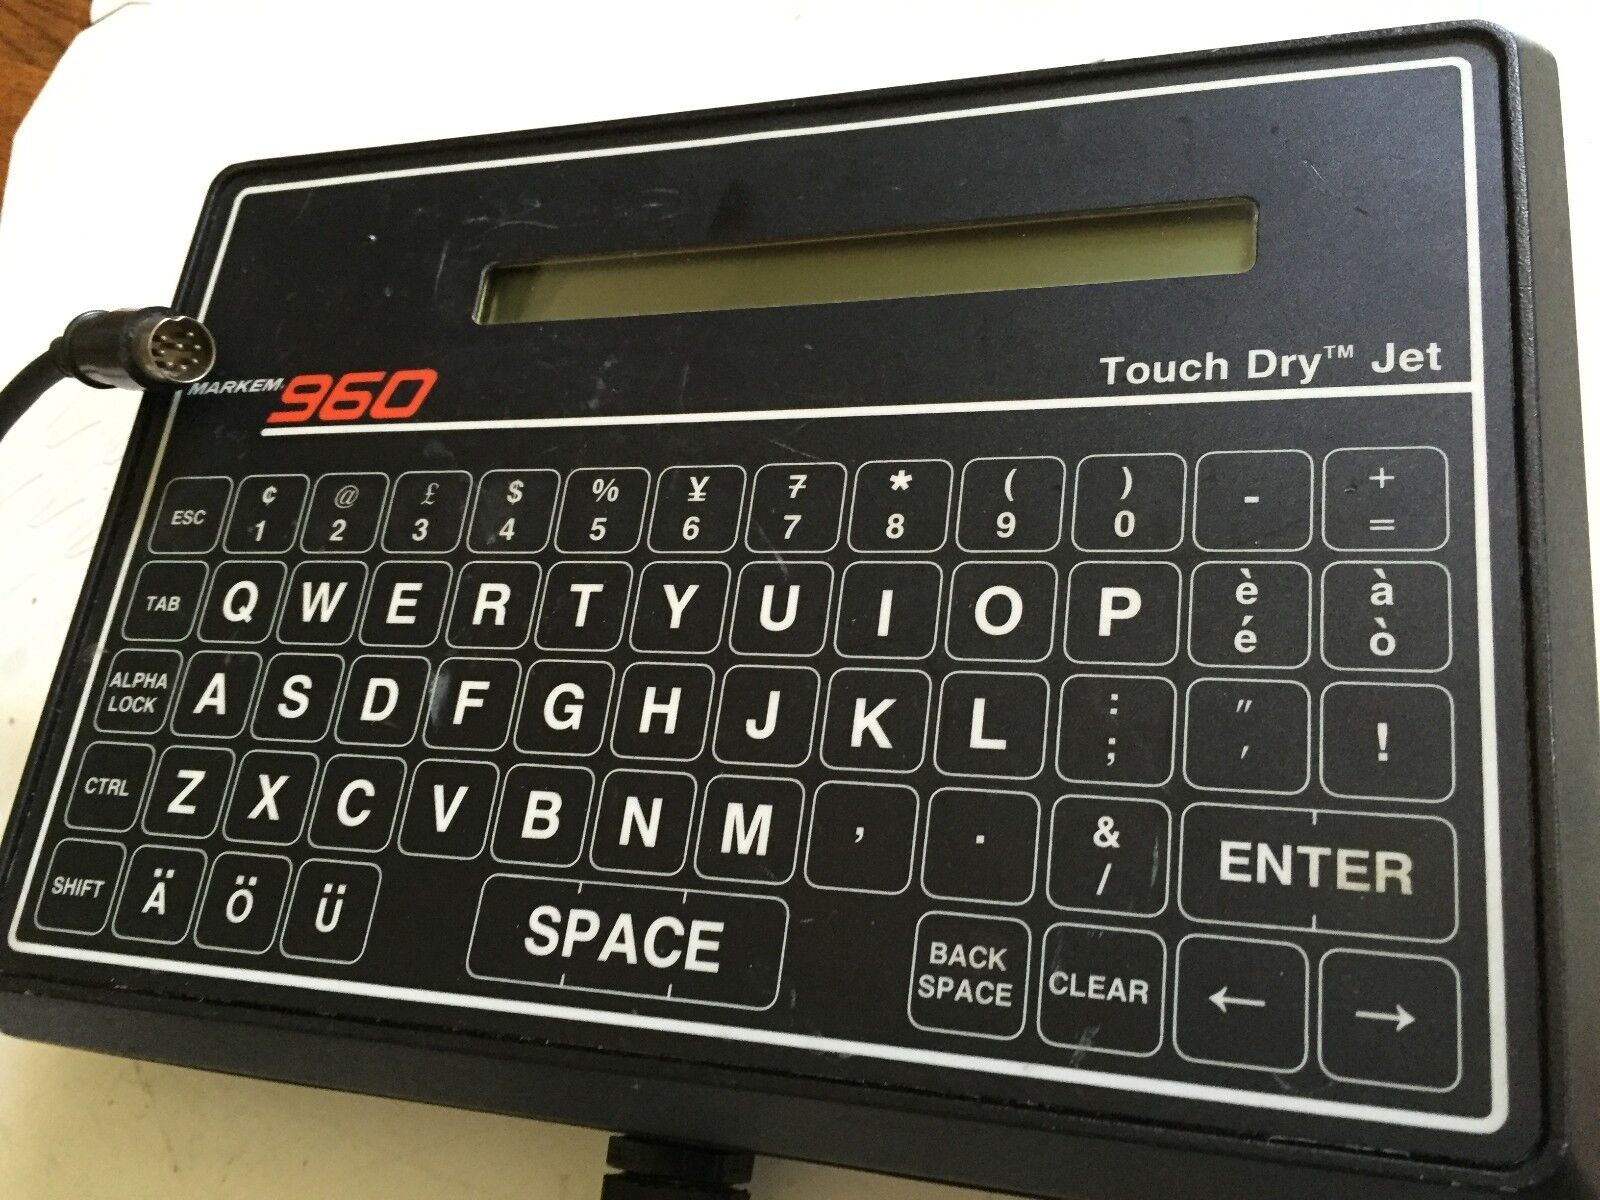 MARKEM. 960
Touch Dry™ Jet
ESC ¢ 1 @ 2 £ 3 $ 4 % 5 ¥ 6 7 7 * 8 ( 9 ) 0 - + =
TAB Q W E R T Y U I O P è é à ò
ALPHA LOCK A S D F G H J K L : ; " ' !
CTRL Z X C V B N M , . & / ENTER
SHIFT Ä Ö Ü SPACE BACK SPACE CLEAR ← →